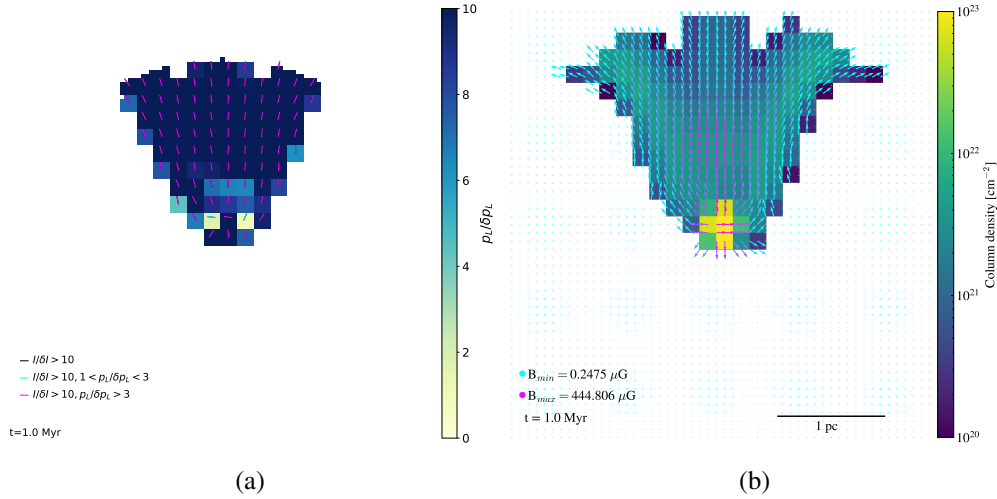 10
8
6
4
2
0
p_L/δp_L
I/δI > 10
I/δI > 10, 1 < p_L/δp_L < 3
I/δI > 10, p_L/δp_L > 3
t=1.0 Myr
(a)
10^23
10^22
10^21
10^20
Column density [cm^−2]
B_min = 0.2475 μG
B_max = 444.806 μG
t = 1.0 Myr
1 pc
(b)